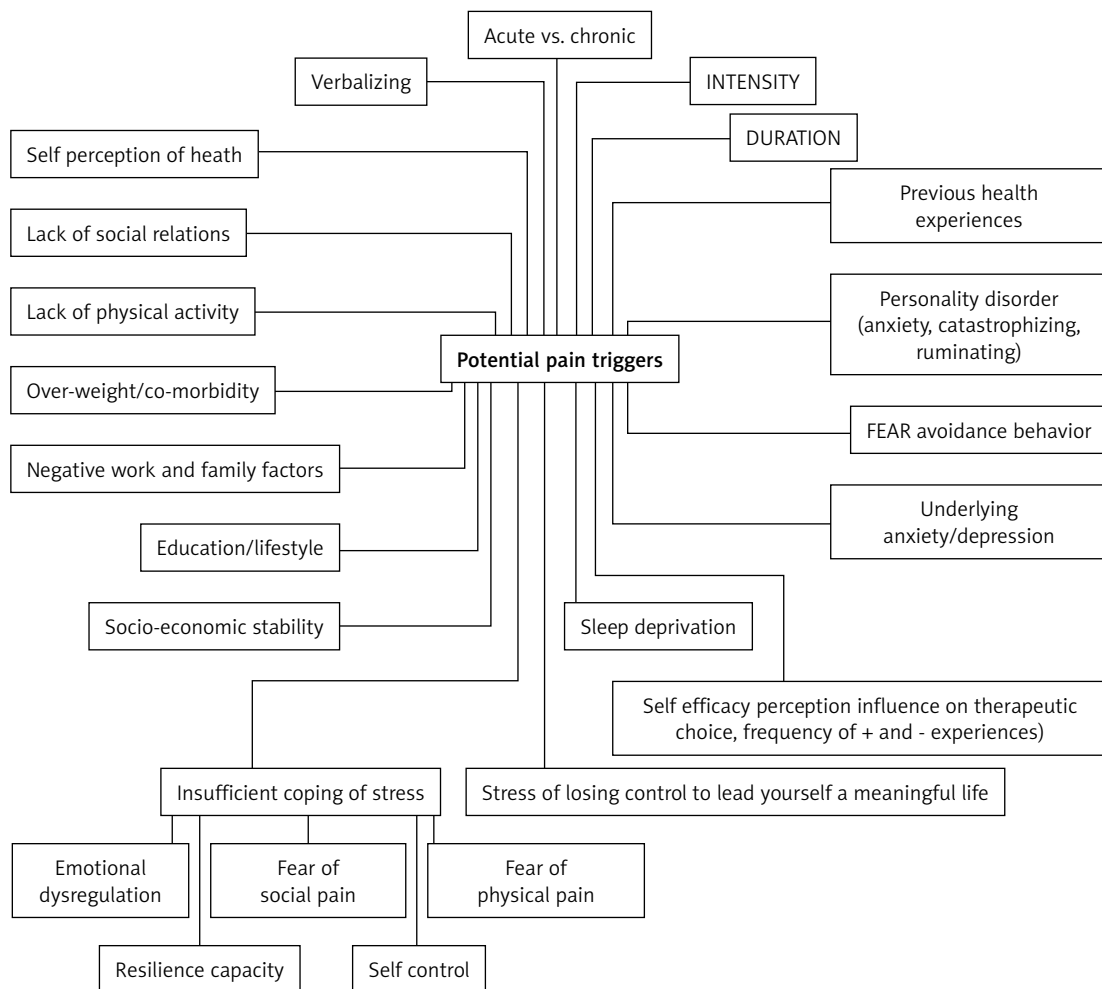 Acute vs. chronic
Verbalizing
INTENSITY
DURATION
Self perception of heath
Previous health
experiences
Lack of social relations
Lack of physical activity
Personality disorder
(anxiety, catastrophizing,
ruminating)
Potential pain triggers
Over-weight/co-morbidity
FEAR avoidance behavior
Negative work and family factors
Underlying
anxiety/depression
Education/lifestyle
Socio-economic stability
Sleep deprivation
Self efficacy perception influence on therapeutic
choice, frequency of + and - experiences)
Insufficient coping of stress
Stress of losing control to lead yourself a meaningful life
Emotional
dysregulation
Fear of
social pain
Fear of
physical pain
Resilience capacity
Self control